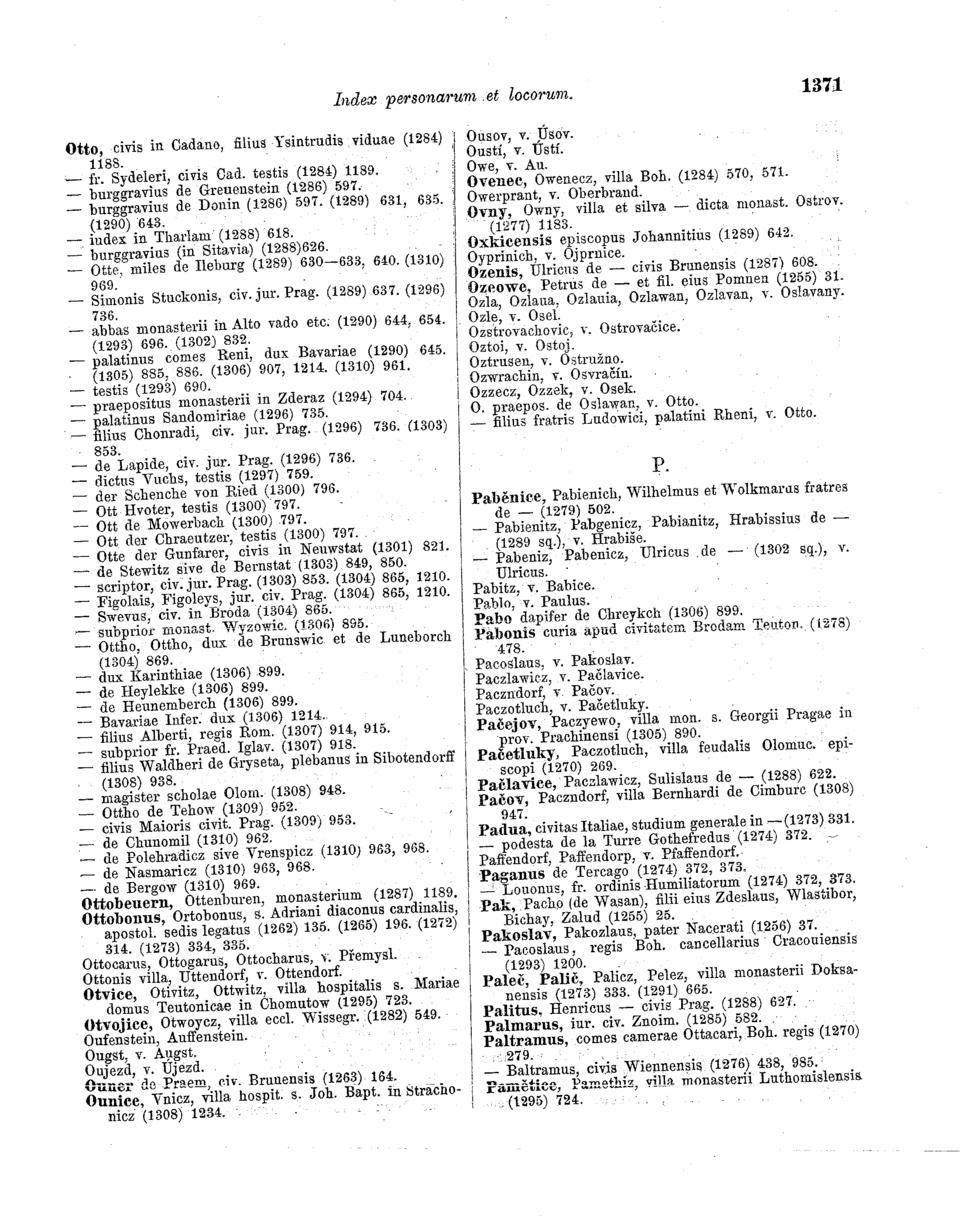 Index personarum et locorum.
1371
Otto, civis in Cadano, filius Ysintrudis viduae (1284)
1188.
— fr. Sydeleri, civis Cad. testis (1284) 1189.
— burggravius de Greuenstein (1286) 597.
— burggravius de Donin (1286) 597. (1289) 631, 635.
(1290) 643.
— iudex in Tharlam (1288) 618.
— burggravius (in Sitavia) (1288)626.
— Otte, miles de Ileburg (1289) 630—633, 640. (1310)
969.
— Simonis Stuckonis, civ. jur. Prag. (1289) 637. (1296)
736.
— abbas monasterii in Alto vado etc. (1290) 644, 654.
(1293) 696. (1302) 832.
— palatinus comes Reni, dux Bavariae (1290) 645.
(1305) 885, 886. (1306) 907, 1214. (1310) 961.
— testis (1293) 690.
— praepositus monasterii in Zderaz (1294) 704.
— palatinus Sandomiriae (1296) 735.
— filius Chonradi, civ. jur. Prag. (1296) 736. (1303)
853.
— de Lapide, civ. jur. Prag. (1296) 736.
— dictus Vuchs, testis (1297) 759.
— der Schenche von Ried (1300) 796.
— Ott Hvoter, testis (1300) 797.
— Ott de Mowerbach (1300) 797.
— Ott der Chraeutzer, testis (1300) 797.
— Otte der Gunfarer, civis in Neuwstat (1301) 821.
— de Stewitz sive de Bernstat (1303) 849, 850.
— scriptor, civ. jur. Prag. (1303) 853. (1304) 865, 1210.
— Figolais, Figoleys, jur. civ. Prag. (1304) 865, 1210.
— Swevus, civ. in Broda (1304) 865.
— subprior monast. Wyzowic. (1306) 895.
— Ottho, Ottho, dux de Brunswic et de Luneborch
(1304) 869.
— dux Karinthiae (1306) 899.
— de Heylekke (1306) 899.
— de Heunemberch (1306) 899.
— Bavariae Infer. dux (1306) 1214.
— filius Alberti, regis Rom. (1307) 914, 915.
— subprior fr. Praed. Iglav. (1307) 918.
— filius Waldheri de Gryseta, plebanus in Sibotendorff
(1308) 938.
— magister scholae Olom. (1308) 948.
— Ottho de Tehow (1309) 952.
— civis Maioris civit. Prag. (1309) 953.
— de Chunomil (1310) 962.
— de Polehradicz sive Vrenspicz (1310) 963, 968.
— de Nasmaricz (1310) 963, 968.
— de Bergow (1310) 969.
Ottobeuern, Ottenburen, monasterium (1287) 1189.
Ottobonus, Ortobonus, s. Adriani diaconus cardinalis,
apostol. sedis legatus (1262) 135. (1265) 196. (1272)
314. (1273) 334, 335.
Ottocarus, Ottogarus, Ottocharus, v. Přemysl.
Ottonis villa, Uttendorf, v. Ottendorf.
Otvice, Otivitz, Ottwitz, villa hospitalis s. Mariae
domus Teutonicae in Chomutow (1295) 723.
Otvojice, Otwoycz, villa eccl. Wissegr. (1282) 549.
Oufenstein, Auffenstein.
Ougst, v. Augst.
Oujezd, v. Újezd.
Ouner de Praem, civ. Brunensis (1263) 164.
Ounice, Vnicz, villa hospit. s. Joh. Bapt. in Stracho-
nicz (1308) 1234.
Ousov, v. Úsov.
Oustí, v. Ústí.
Owe, v. Au.
Ovenec, Owenecz, villa Boh. (1284) 570, 571.
Owerprant, v. Oberbrand.
Ovny, Owny, villa et silva — dicta monast. Ostrov.
(1277) 1183.
Oxkicensis episcopus Johannitius (1289) 642.
Oyprinich, v. Ojprnice.
Ozenis, Ulricus de — civis Brunensis (1287) 608.
Ozeowe, Petrus de — et fil. eius Pomnen (1255) 31.
Ozla, Ozlaua, Ozlauia, Ozlawan, Ozlavan, v. Oslavany.
Ozle, v. Osel.
Ozstrovachovic, v. Ostrovačice.
Oztoi, v. Ostoj.
Oztrusen, v. Ostružno.
Ozwrachin, v. Osvračín.
Ozzecz, Ozzek, v. Osek.
O. praepos. de Oslawan, v. Otto.
— filius fratris Ludowici, palatini Rheni, v. Otto.
P.
Paběnice, Pabienich, Wilhelmus et Wolkmarus fratres
de — (1279) 502.
— Pabienitz, Pabgenicz, Pabianitz, Hrabissius de —
(1289 sq.), v. Hrabiše.
— Pabeniz, Pabenicz, Ulricus de — (1302 sq.), v.
Ulricus.
Pabitz, v. Babice.
Pablo, v. Paulus.
Pabo dapifer de Chreykch (1306) 899.
Pabonis curia apud civitatem Brodam Teuton. (1278)
478.
Pacoslaus, v. Pakoslav.
Paczlawicz, v. Pačlavice.
Paczndorf, v. Pačov.
Paczotluch, v. Pačetluky.
Pačejov, Paczyewo, villa mon. s. Georgii Pragae in
prov. Prachinensi (1305) 890.
Pačetluky, Paczotluch, villa feudalis Olomuc. epi-
scopi (1270) 269.
Pačlavice, Paczlawicz, Sulislaus de — (1288) 622.
Pačov, Paczndorf, villa Bernhardi de Cimburc (1308)
947.
Padua, civitas Italiae, studium generale in — (1273) 331.
— podesta de la Turre Gothefredus (1274) 372.
Paffendorf, Paffendorp, v. Pfaffendorf.
Paganus de Tercago (1274) 372, 373.
— Louonus, fr. ordinis Humiliatorum (1274) 372, 373.
Pak, Pacho (de Wasan), filii eius Zdeslaus, Wlastibor,
Bichay, Zalud (1255) 25.
Pakoslav, Pakozlaus, pater Nacerati (1256) 37.
— Pacoslaus, regis Boh. cancellarius Cracouiensis
(1293) 1200.
Paleč, Palič, Palicz, Pelez, villa monasterii Doksa-
nensis (1273) 333. (1291) 665.
Palitus, Henricus — civis Prag. (1288) 627.
Palmarus, iur. civ. Znoim. (1285) 582.
Paltramus, comes camerae Ottacari, Boh. regis (1270)
279.
— Baltramus, civis Wiennensis (1276) 438, 985.
Pamětice, Pamethiz, villa monasterii Luthomislensis
(1295) 724.